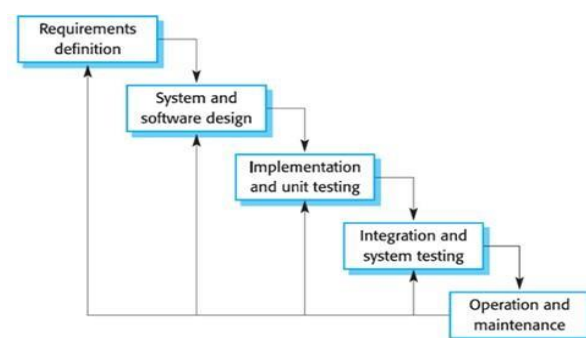 Requirements
definition
System and
software design
Implementation
and unit testing
Integration and
system testing
Operation and
maintenance